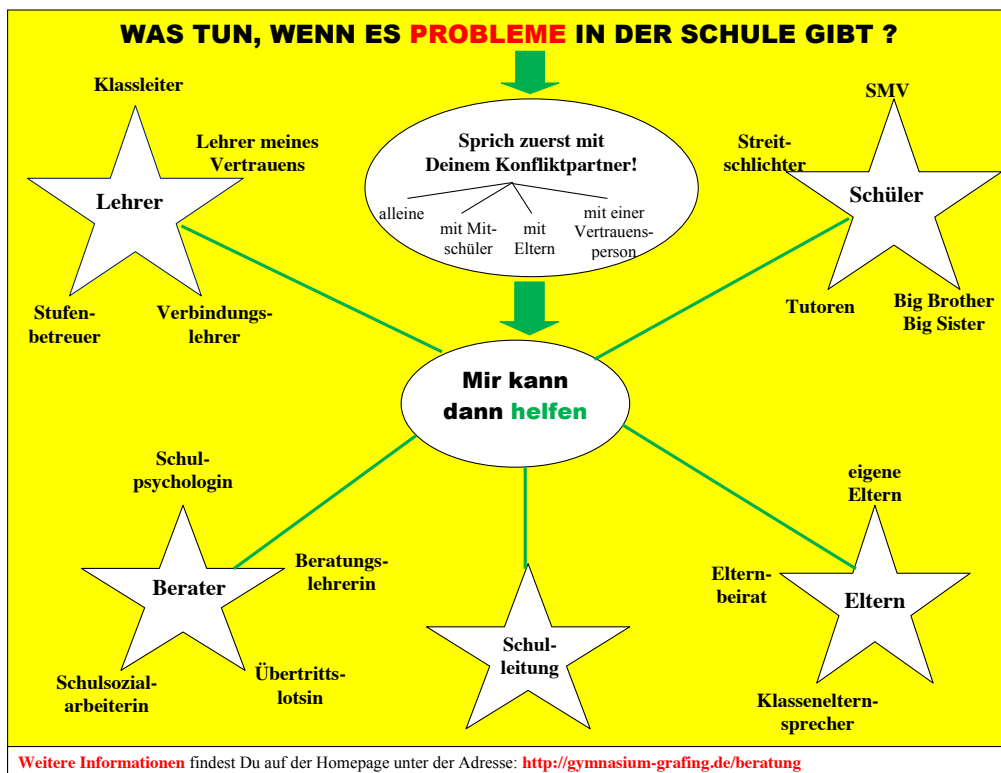 WAS TUN, WENN ES PROBLEME IN DER SCHULE GIBT ?
Sprich zuerst mit
Deinem Konfliktpartner!
alleine
mit Mit-
schüler
mit
Eltern
mit einer
Vertrauens-
person
Klassleiter
Lehrer meines
Vertrauens
Lehrer
Stufen-
betreuer
Verbindungs-
lehrer
SMV
Streit-
schlichter
Schüler
Tutoren
Big Brother
Big Sister
Mir kann
dann helfen
Schul-
psychologin
Beratungs-
lehrerin
Berater
Schulsozial-
arbeiterin
Übertritts-
lotsin
Schul-
leitung
eigene
Eltern
Eltern-
beirat
Eltern
Klasseneltern-
sprecher
Weitere Informationen findest Du auf der Homepage unter der Adresse: http://gymnasium-grafing.de/beratung